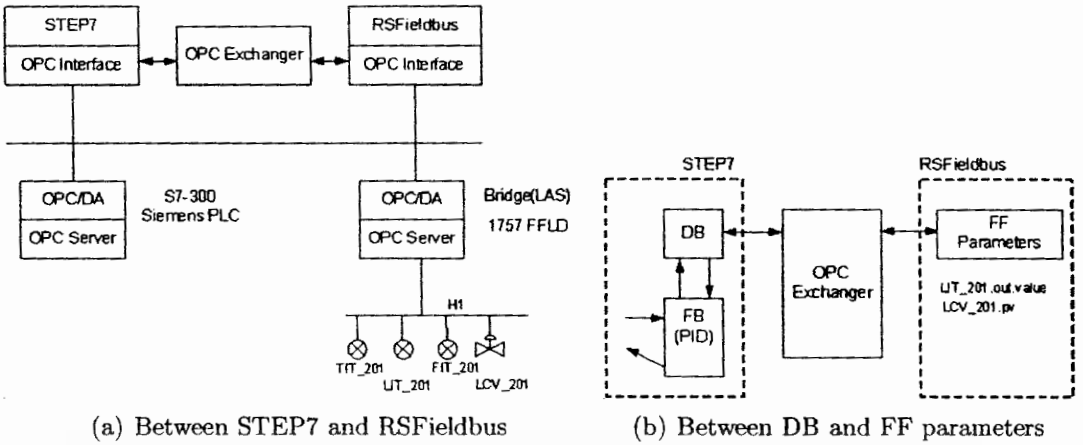 STEP7
OPC Interface
OPC Exchanger
RSFieldbus
OPC Interface
OPC/DA
OPC Server
S7-300
Siemens PLC
OPC/DA
OPC Server
Bridge(LAS)
1757 FFLD
H1
TIT_201
LIT_201
FIT_201
LCV_201
(a) Between STEP7 and RSFieldbus
STEP7
DB
FB
(PID)
OPC
Exchanger
RSFieldbus
FF
Parameters
LIT_201.out.value
LCV_201.pv
(b) Between DB and FF parameters